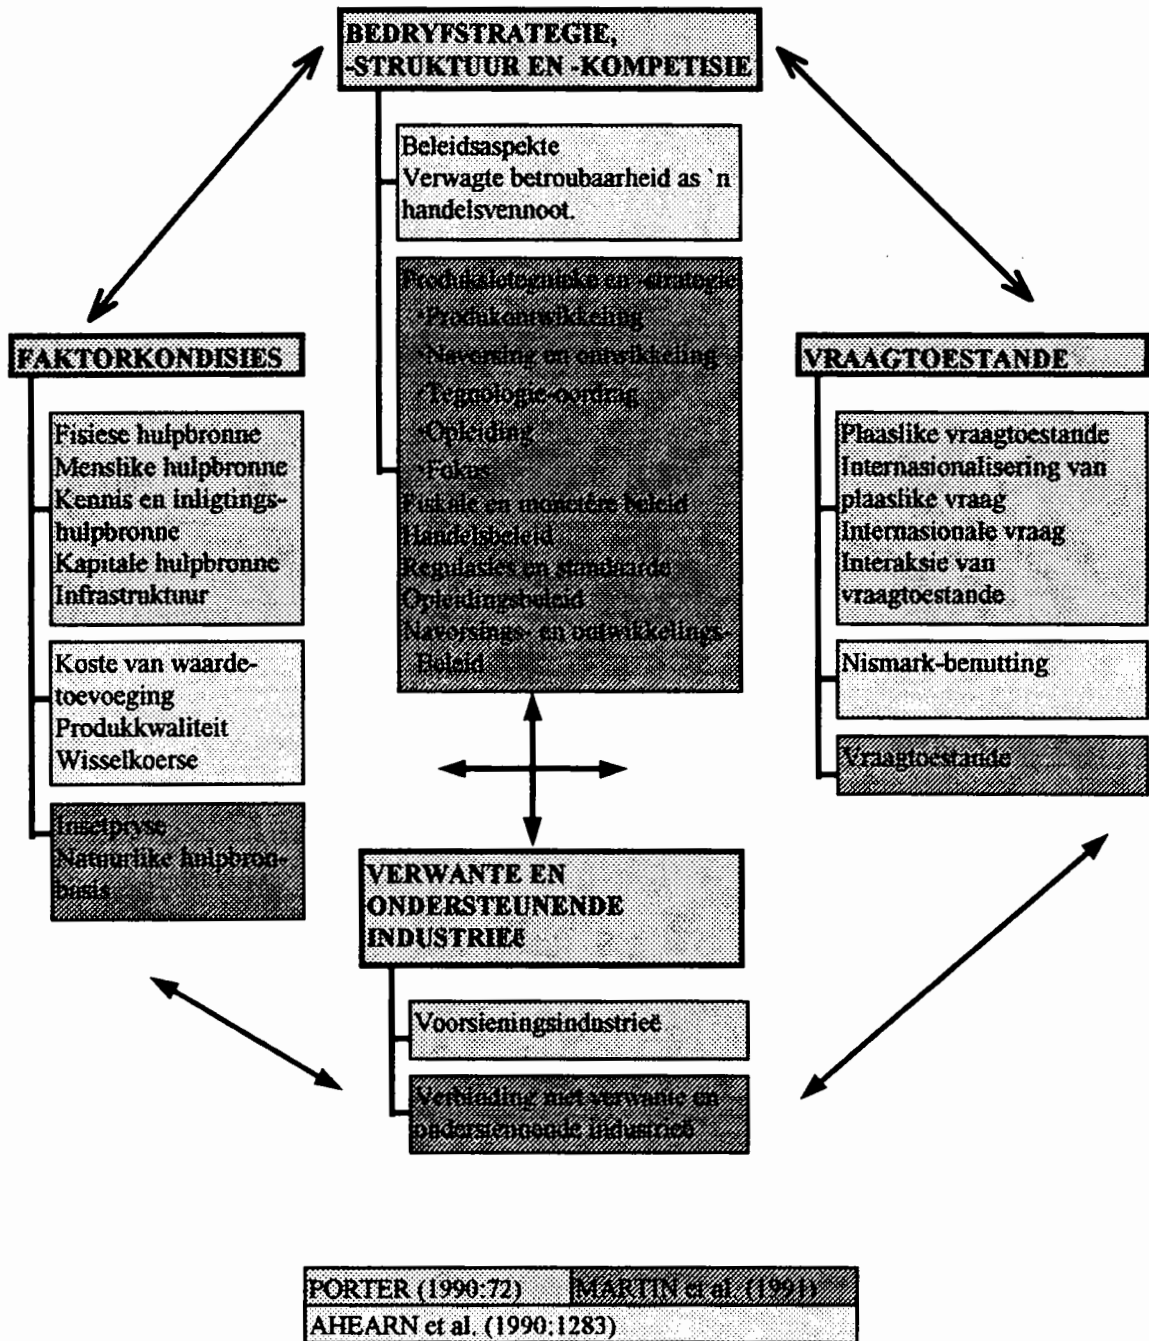 BEDRYFSTRATEGIE,
-STRUKTUUR EN -KOMPETISIE
Beleidsaspekte
Verwagte betroubaarheid as `n
handelsvennoot.
Produksietegnieke en -strategie
•Produkontwikkeling
•Navorsing en ontwikkeling
•Tegnologie-oordrag
•Opleiding
•Fokus
Fiskale en monetêre beleid
Handelsbeleid
Regulasies en standaarde
Opleidingsbeleid
Navorsings- en ontwikkelings-
Beleid
FAKTORKONDISIES
Fisiese hulpbronne
Menslike hulpbronne
Kennis en inligtings-
hulpbronne
Kapitale hulpbronne
Infrastruktuur
Koste van waarde-
toevoeging
Produkkwaliteit
Wisselkoerse
Insetpryse
Natuurlike hulpbron-
basis
VRAAGTOESTANDE
Plaaslike vraagtoestande
Internasionalisering van
plaaslike vraag
Internasionale vraag
Interaksie van
vraagtoestande
Nismark-benutting
Vraagtoestande
VERWANTE EN
ONDERSTEUNENDE
INDUSTRIEë
Voorsieningsindustrieë
Verbinding met verwante en
ondersteunende industrieë
PORTER (1990:72)
MARTIN et al. (1991)
AHEARN et al. (1990:1283)